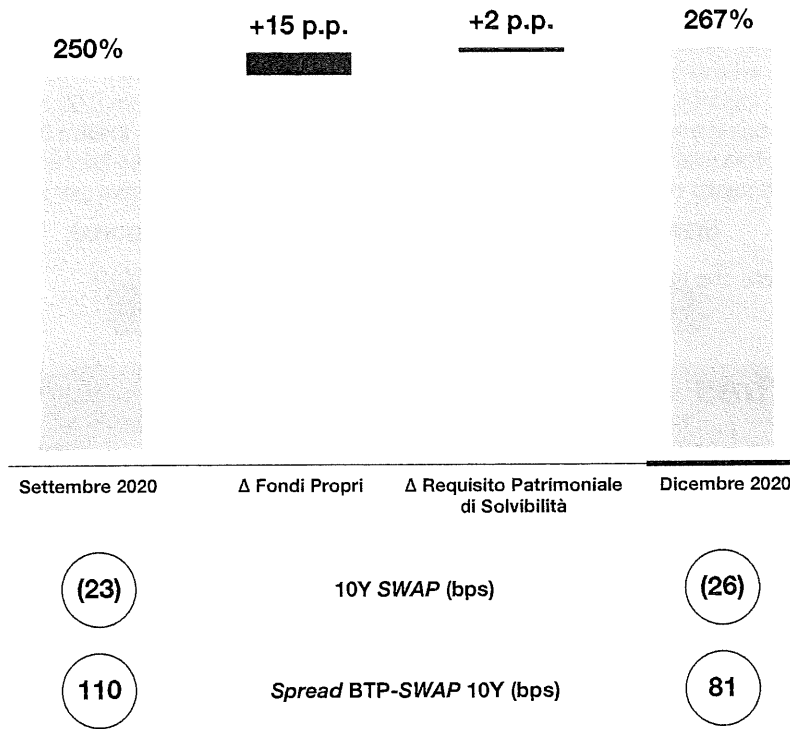 250%
+15 p.p.
+2 p.p.
267%
Settembre 2020
Δ Fondi Propri
Δ Requisito Patrimoniale
di Solvibilità
Dicembre 2020
(23)
10Y SWAP (bps)
(26)
110
Spread BTP-SWAP 10Y (bps)
81